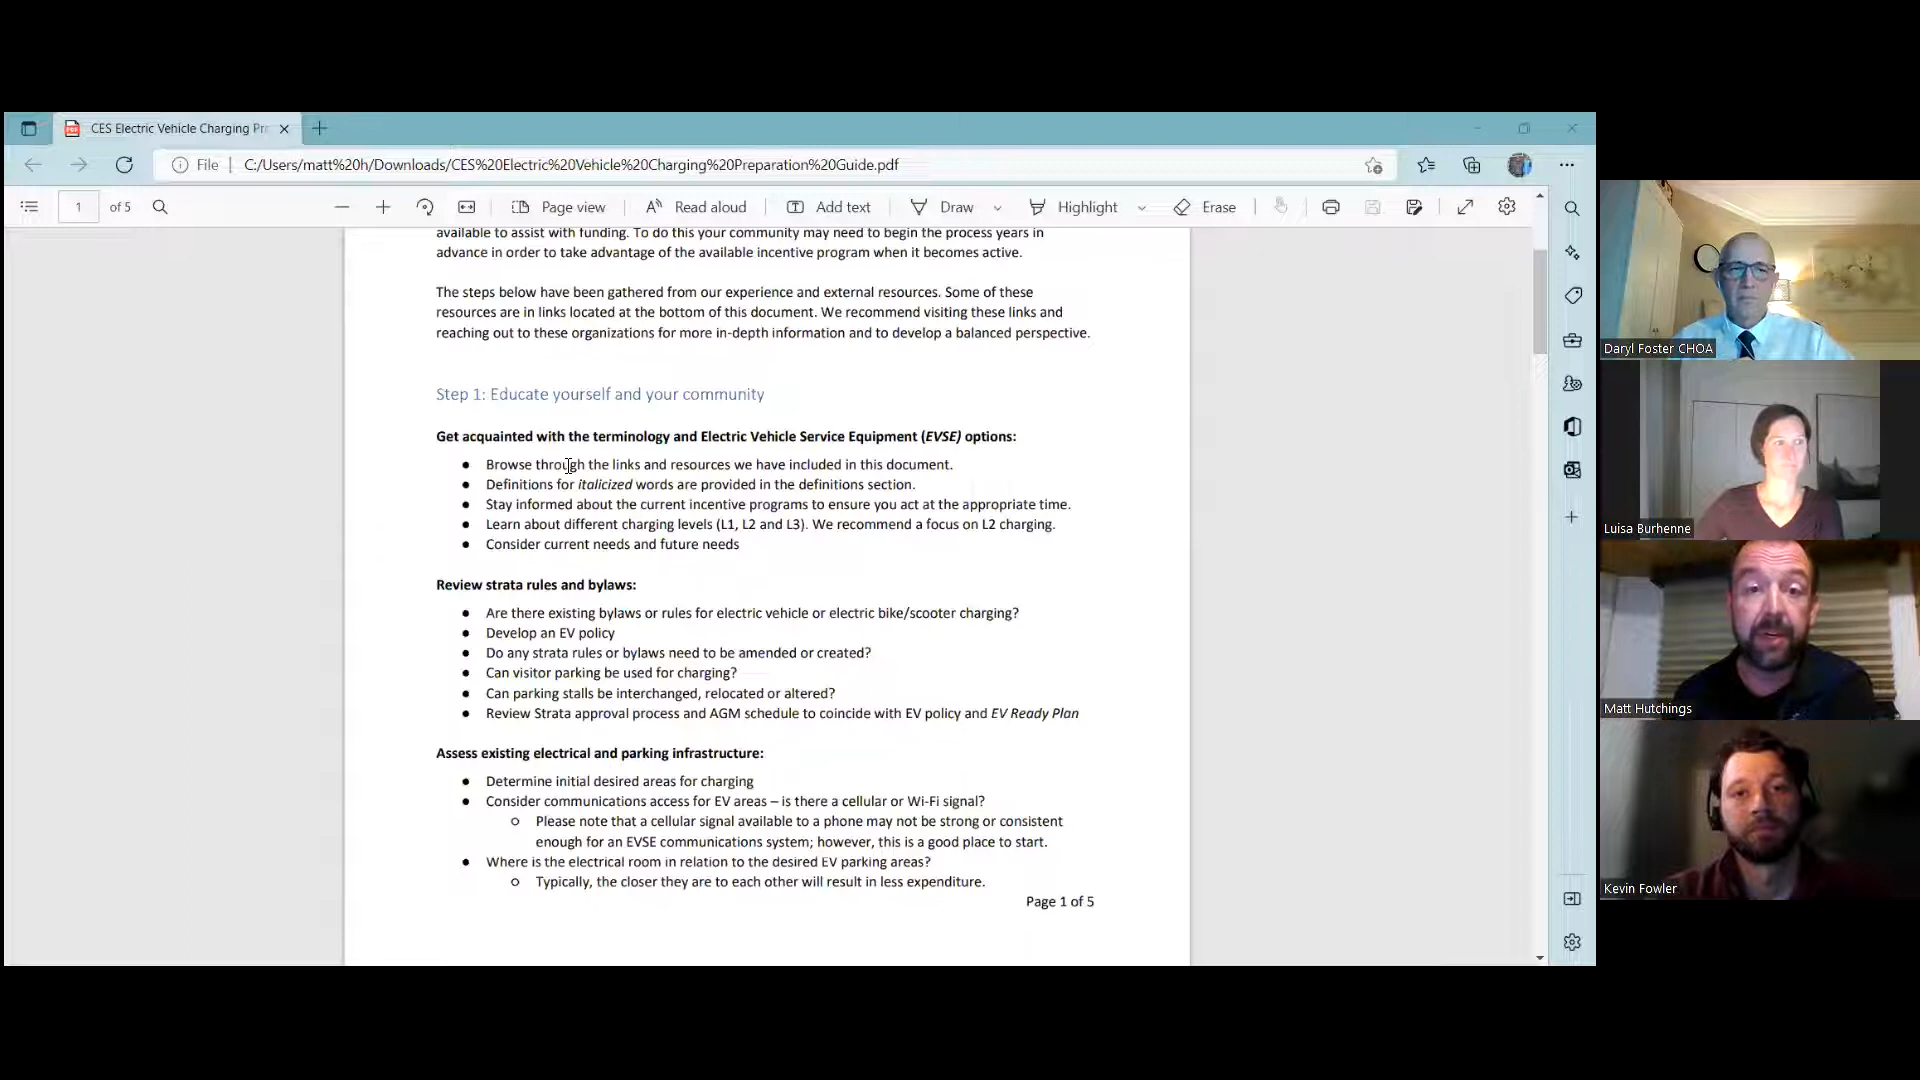 CES Electric Vehicle Charging Pr
File
C:/Users/matt%20h/Downloads/CES%20Electric%20Vehicle%20Charging%20Preparation%20Guide.pdf
1 of 5
Page view
Read aloud
Add text
Draw
Highlight
Erase
available to assist with funding. To do this your community may need to begin the process years in
advance in order to take advantage of the available incentive program when it becomes active.
The steps below have been gathered from our experience and external resources. Some of these
resources are in links located at the bottom of this document. We recommend visiting these links and
reaching out to these organizations for more in-depth information and to develop a balanced perspective.
Step 1: Educate yourself and your community
Get acquainted with the terminology and Electric Vehicle Service Equipment (EVSE) options:
● Browse through the links and resources we have included in this document.
● Definitions for italicized words are provided in the definitions section.
● Stay informed about the current incentive programs to ensure you act at the appropriate time.
● Learn about different charging levels (L1, L2 and L3). We recommend a focus on L2 charging.
● Consider current needs and future needs
Review strata rules and bylaws:
● Are there existing bylaws or rules for electric vehicle or electric bike/scooter charging?
● Develop an EV policy
● Do any strata rules or bylaws need to be amended or created?
● Can visitor parking be used for charging?
● Can parking stalls be interchanged, relocated or altered?
● Review Strata approval process and AGM schedule to coincide with EV policy and EV Ready Plan
Assess existing electrical and parking infrastructure:
● Determine initial desired areas for charging
● Consider communications access for EV areas – is there a cellular or Wi-Fi signal?
○ Please note that a cellular signal available to a phone may not be strong or consistent
enough for an EVSE communications system; however, this is a good place to start.
● Where is the electrical room in relation to the desired EV parking areas?
○ Typically, the closer they are to each other will result in less expenditure.
Page 1 of 5
Daryl Foster CHOA
Luisa Burhenne
Matt Hutchings
Kevin Fowler